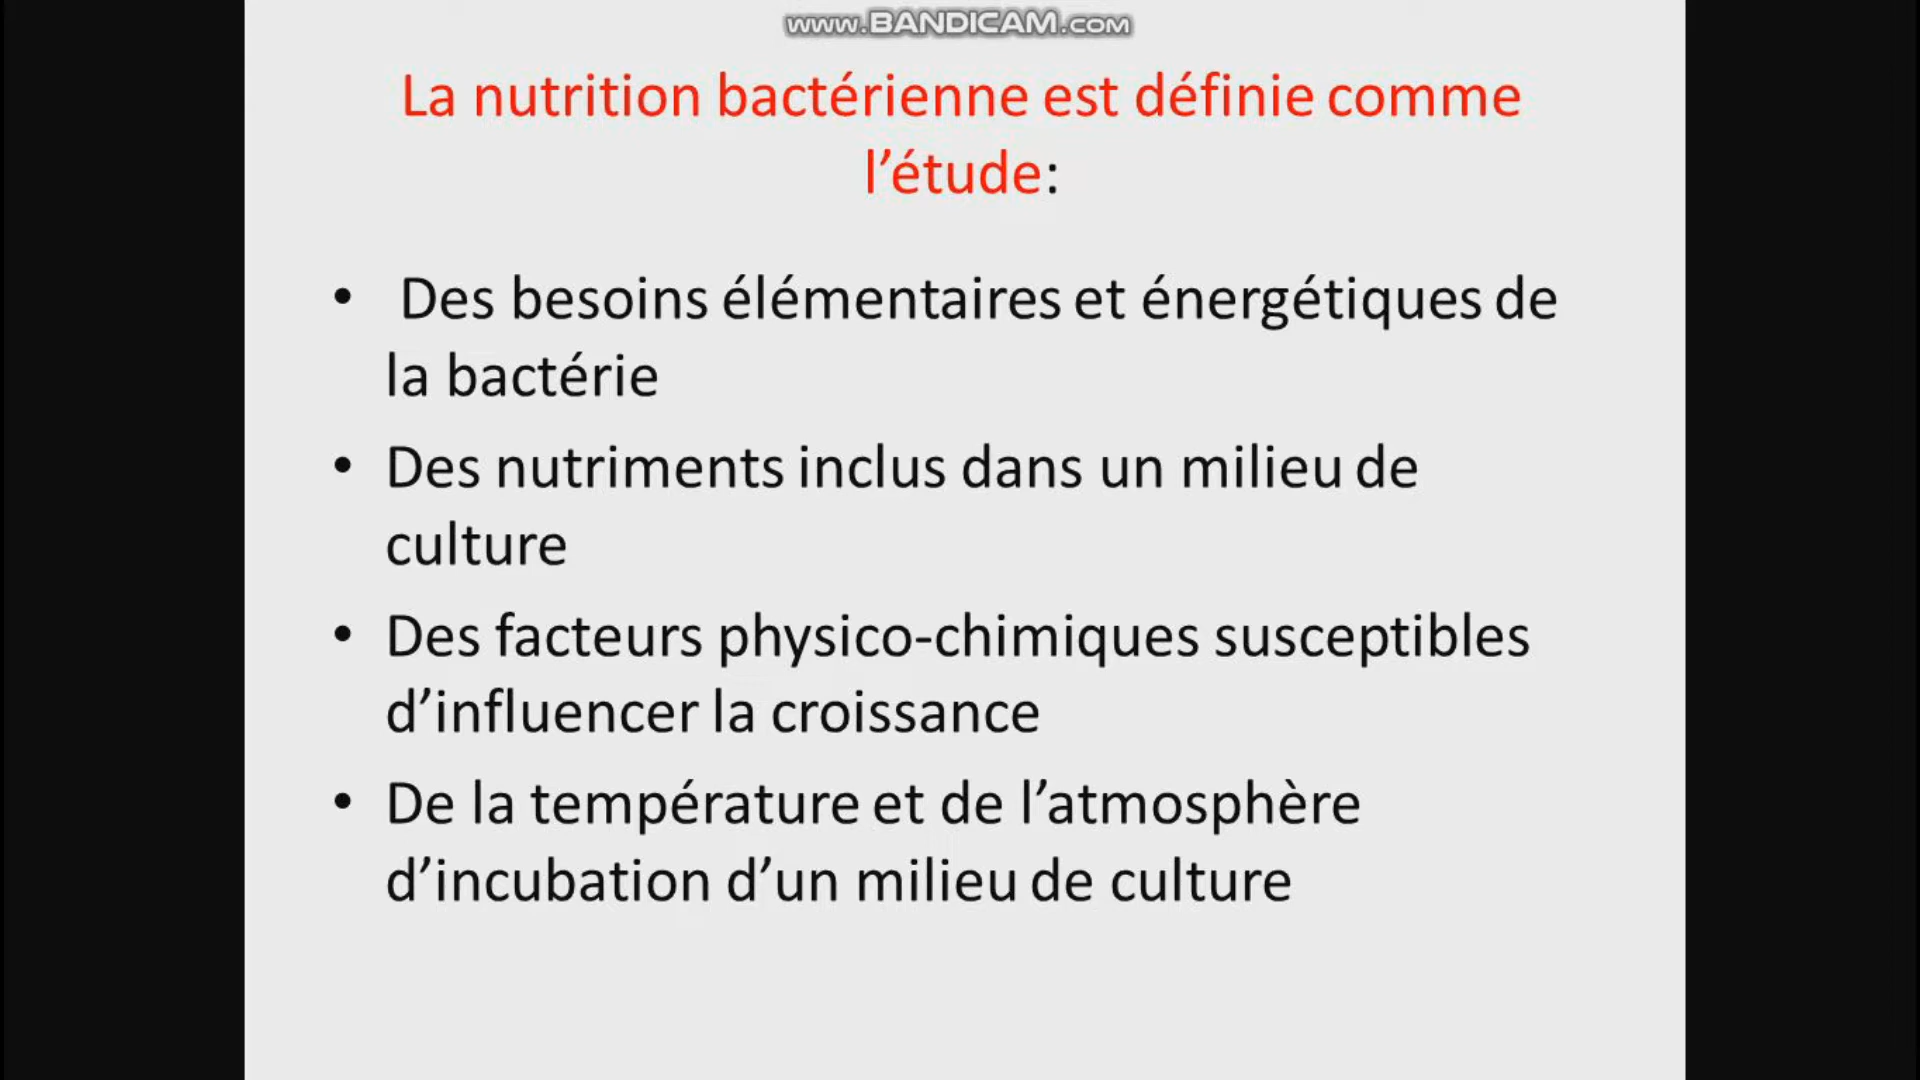 www.BANDICAM.com
La nutrition bactérienne est définie comme
l’étude:
• Des besoins élémentaires et énergétiques de
la bactérie
• Des nutriments inclus dans un milieu de
culture
• Des facteurs physico-chimiques susceptibles
d’influencer la croissance
• De la température et de l’atmosphère
d’incubation d’un milieu de culture